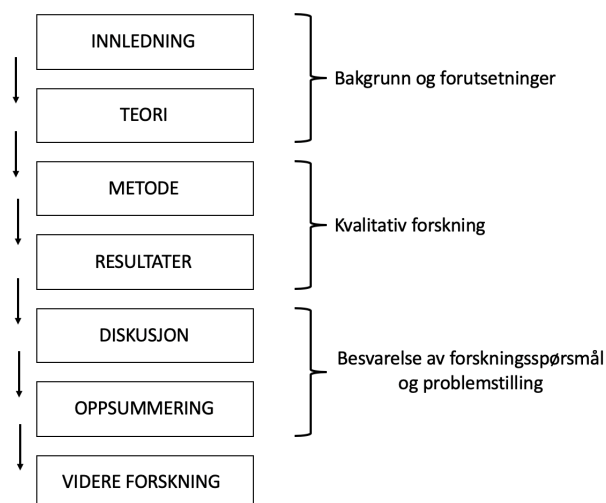 INNLEDNING
TEORI
Bakgrunn og forutsetninger
METODE
RESULTATER
Kvalitativ forskning
DISKUSJON
OPPSUMMERING
Besvarelse av forskningsspørsmål
og problemstilling
VIDERE FORSKNING